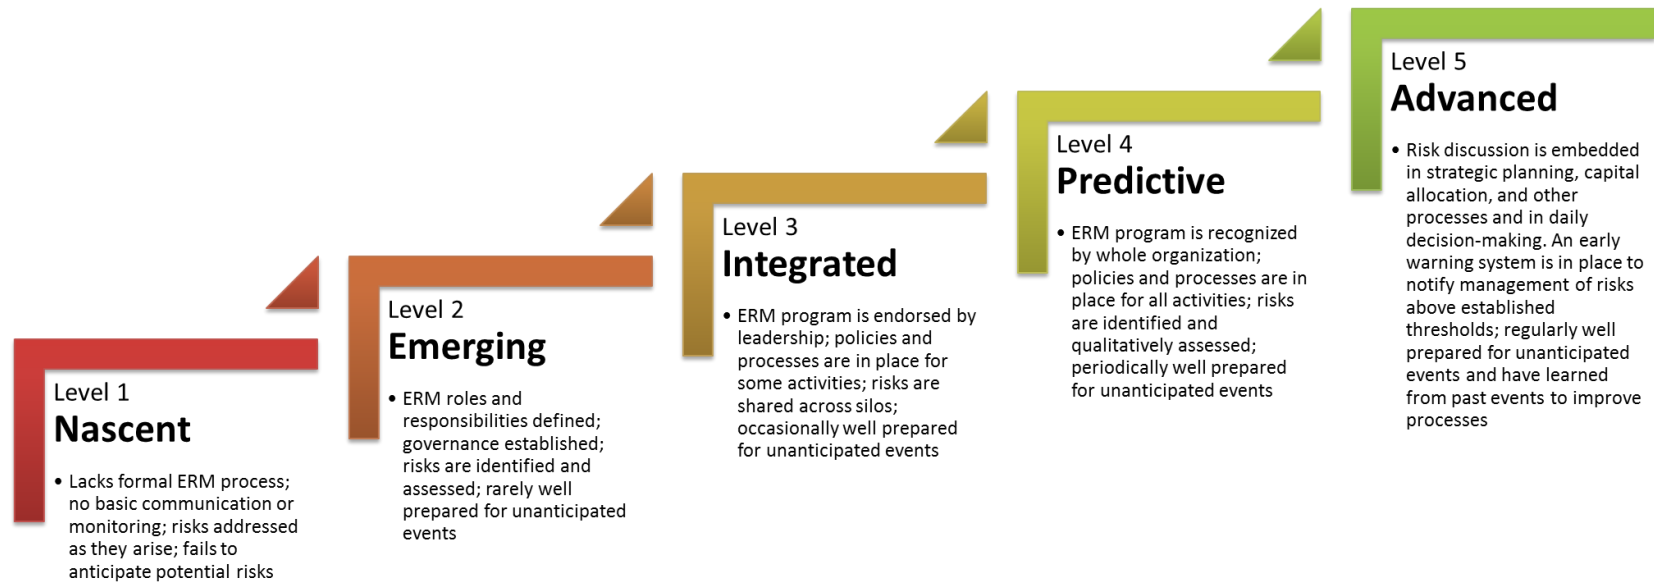 Level 1
Nascent
• Lacks formal ERM process;
no basic communication or
monitoring; risks addressed
as they arise; fails to
anticipate potential risks
Level 2
Emerging
• ERM roles and
responsibilities defined;
governance established;
risks are identified and
assessed; rarely well
prepared for unanticipated
events
Level 3
Integrated
• ERM program is endorsed by
leadership; policies and
processes are in place for
some activities; risks are
shared across silos;
occasionally well prepared
for unanticipated events
Level 4
Predictive
• ERM program is recognized
by whole organization;
policies and processes are in
place for all activities; risks
are identified and
qualitatively assessed;
periodically well prepared
for unanticipated events
Level 5
Advanced
• Risk discussion is embedded
in strategic planning, capital
allocation, and other
processes and in daily
decision-making. An early
warning system is in place to
notify management of risks
above established
thresholds; regularly well
prepared for unanticipated
events and have learned
from past events to improve
processes